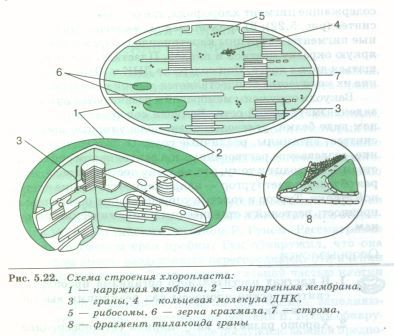 5
4
6
7
1
3
2
3
8
Рис. 5.22. Схема строения хлоропласта:
1 — наружная мембрана, 2 — внутренняя мембрана,
3 — граны, 4 — кольцевая молекула ДНК,
5 — рибосомы, 6 — зерна крахмала, 7 — строма,
8 — фрагмент тилакоида граны